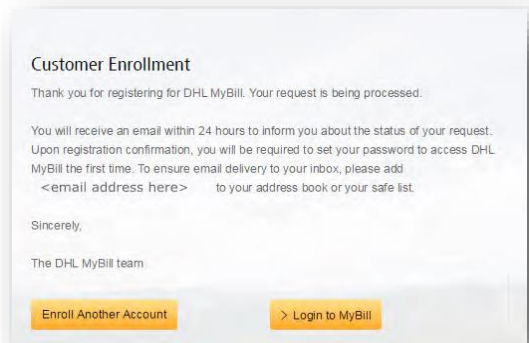 Customer Enrollment
Thank you for registering for DHL MyBill. Your request is being processed.
You will receive an email within 24 hours to inform you about the status of your request.
Upon registration confirmation, you will be required to set your password to access DHL
MyBill the first time. To ensure email delivery to your inbox, please add
<email address here> to your address book or your safe list.
Sincerely,
The DHL MyBill team
Enroll Another Account
> Login to MyBill